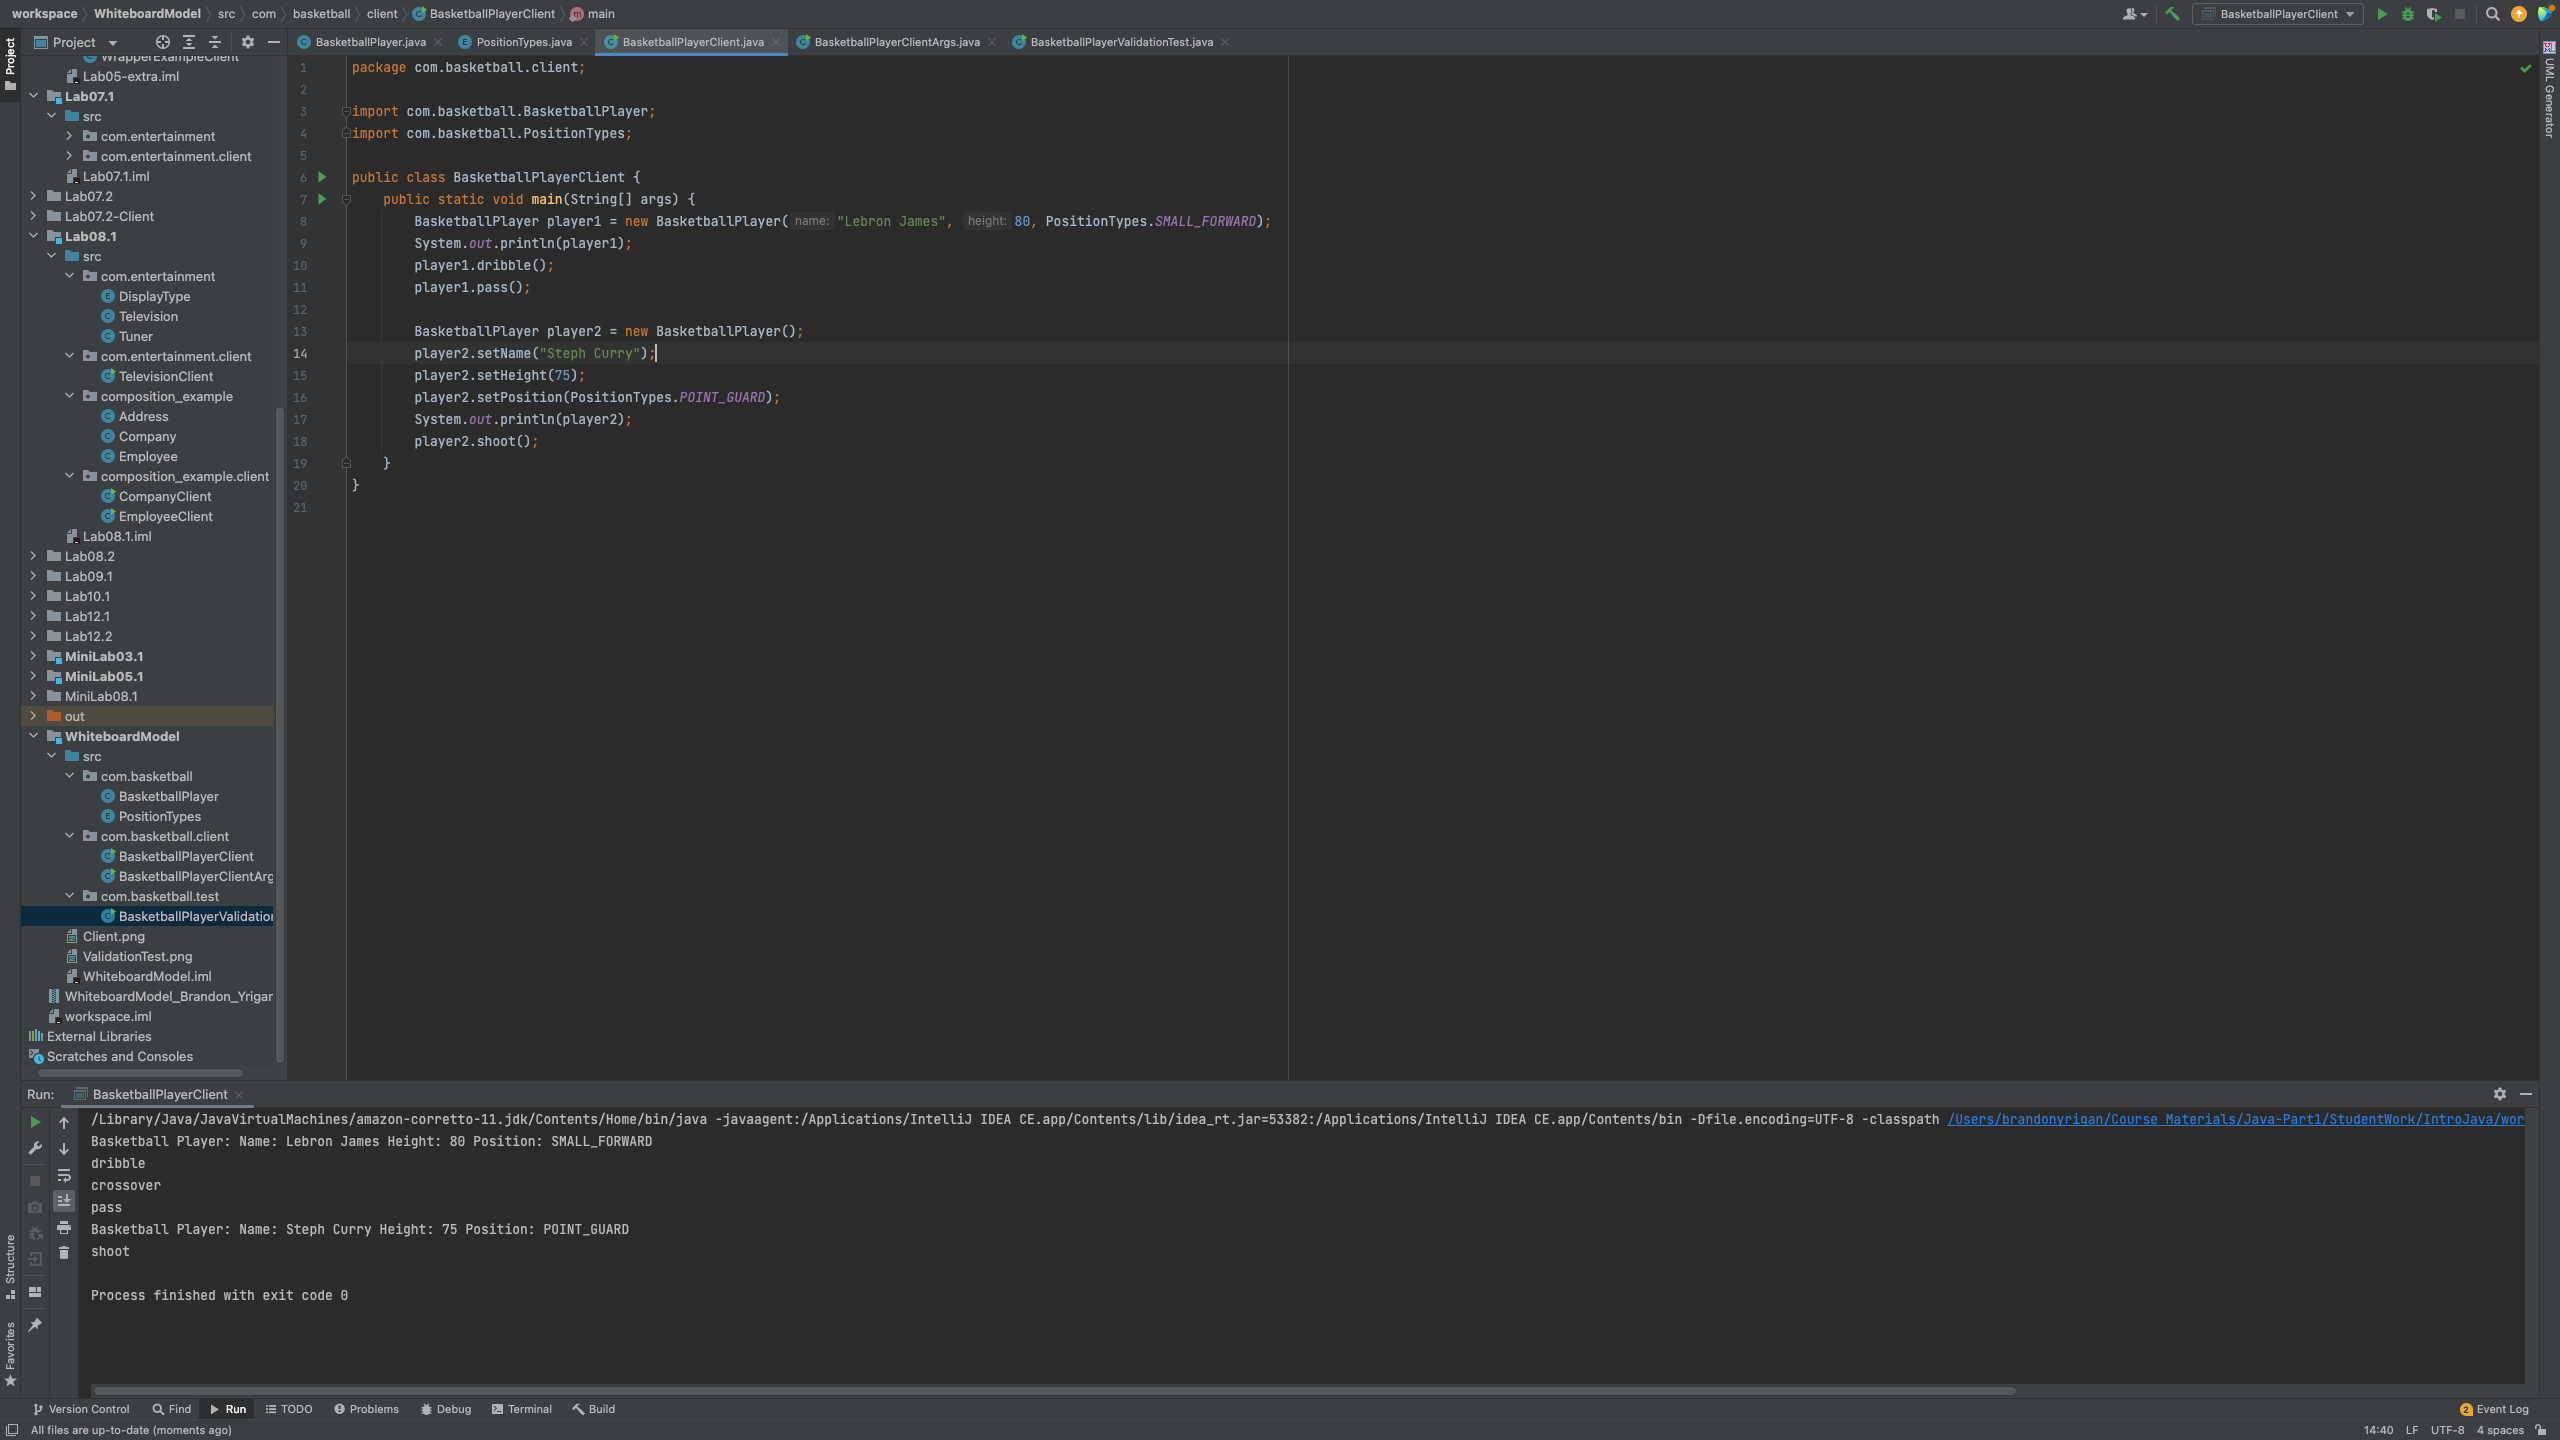 workspace WhiteboardModel src com basketball client BasketballPlayerClient main
BasketballPlayerClient
Project
BasketballPlayer.java PositionTypes.java BasketballPlayerClient.java BasketballPlayerClientArgs.java BasketballPlayerValidationTest.java
Project
WrapperExampleClient
Lab05-extra.iml
Lab07.1
src
com.entertainment
com.entertainment.client
Lab07.1.iml
Lab07.2
Lab07.2-Client
Lab08.1
src
com.entertainment
DisplayType
Television
Tuner
com.entertainment.client
TelevisionClient
composition_example
Address
Company
Employee
composition_example.client
CompanyClient
EmployeeClient
Lab08.1.iml
Lab08.2
Lab09.1
Lab10.1
Lab12.1
Lab12.2
MiniLab03.1
MiniLab05.1
MiniLab08.1
out
WhiteboardModel
src
com.basketball
BasketballPlayer
PositionTypes
com.basketball.client
BasketballPlayerClient
BasketballPlayerClientArg
com.basketball.test
BasketballPlayerValidation
Client.png
ValidationTest.png
WhiteboardModel.iml
WhiteboardModel_Brandon_Yrigar
workspace.iml
External Libraries
Scratches and Consoles
1 package com.basketball.client;
2
3 import com.basketball.BasketballPlayer;
4 import com.basketball.PositionTypes;
5
6 public class BasketballPlayerClient {
7 public static void main(String[] args) {
8 BasketballPlayer player1 = new BasketballPlayer( name: "Lebron James", height: 80, PositionTypes.SMALL_FORWARD);
9 System.out.println(player1);
10 player1.dribble();
11 player1.pass();
12
13 BasketballPlayer player2 = new BasketballPlayer();
14 player2.setName("Steph Curry");
15 player2.setHeight(75);
16 player2.setPosition(PositionTypes.POINT_GUARD);
17 System.out.println(player2);
18 player2.shoot();
19 }
20 }
21
UML Generator
Run: BasketballPlayerClient
/Library/Java/JavaVirtualMachines/amazon-corretto-11.jdk/Contents/Home/bin/java -javaagent:/Applications/IntelliJ IDEA CE.app/Contents/lib/idea_rt.jar=53382:/Applications/IntelliJ IDEA CE.app/Contents/bin -Dfile.encoding=UTF-8 -classpath /Users/brandonyrigan/Course Materials/Java-Part1/StudentWork/IntroJava/wor
Basketball Player: Name: Lebron James Height: 80 Position: SMALL_FORWARD
dribble
crossover
pass
Basketball Player: Name: Steph Curry Height: 75 Position: POINT_GUARD
shoot
Process finished with exit code 0
Structure
Favorites
Version Control Find Run TODO Problems Debug Terminal Build
2 Event Log
All files are up-to-date (moments ago)
14:40 LF UTF-8 4 spaces